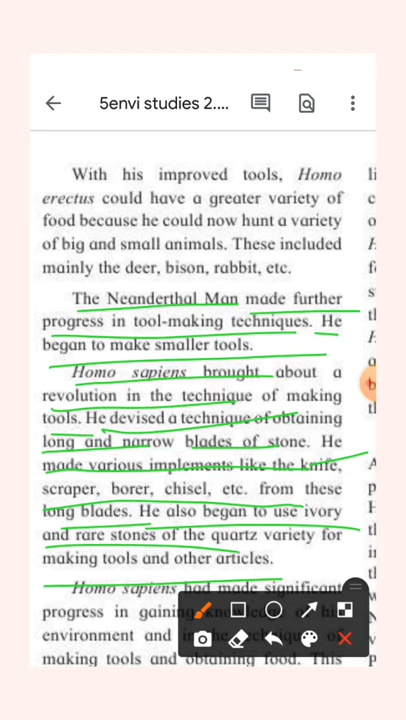 5envi studies 2....
With his improved tools, Homo
erectus could have a greater variety of
food because he could now hunt a variety
of big and small animals. These included
mainly the deer, bison, rabbit, etc.
The Neanderthal Man made further
progress in tool-making techniques. He
began to make smaller tools.
Homo sapiens brought about a
revolution in the technique of making
tools. He devised a technique of obtaining
long and narrow blades of stone. He
made various implements like the knife,
scraper, borer, chisel, etc. from these
long blades. He also began to use ivory
and rare stones of the quartz variety for
making tools and other articles.
Homo sapiens had made significant
progress in gaining knowledge of his
environment and in the technique of
making tools and obtaining food. This